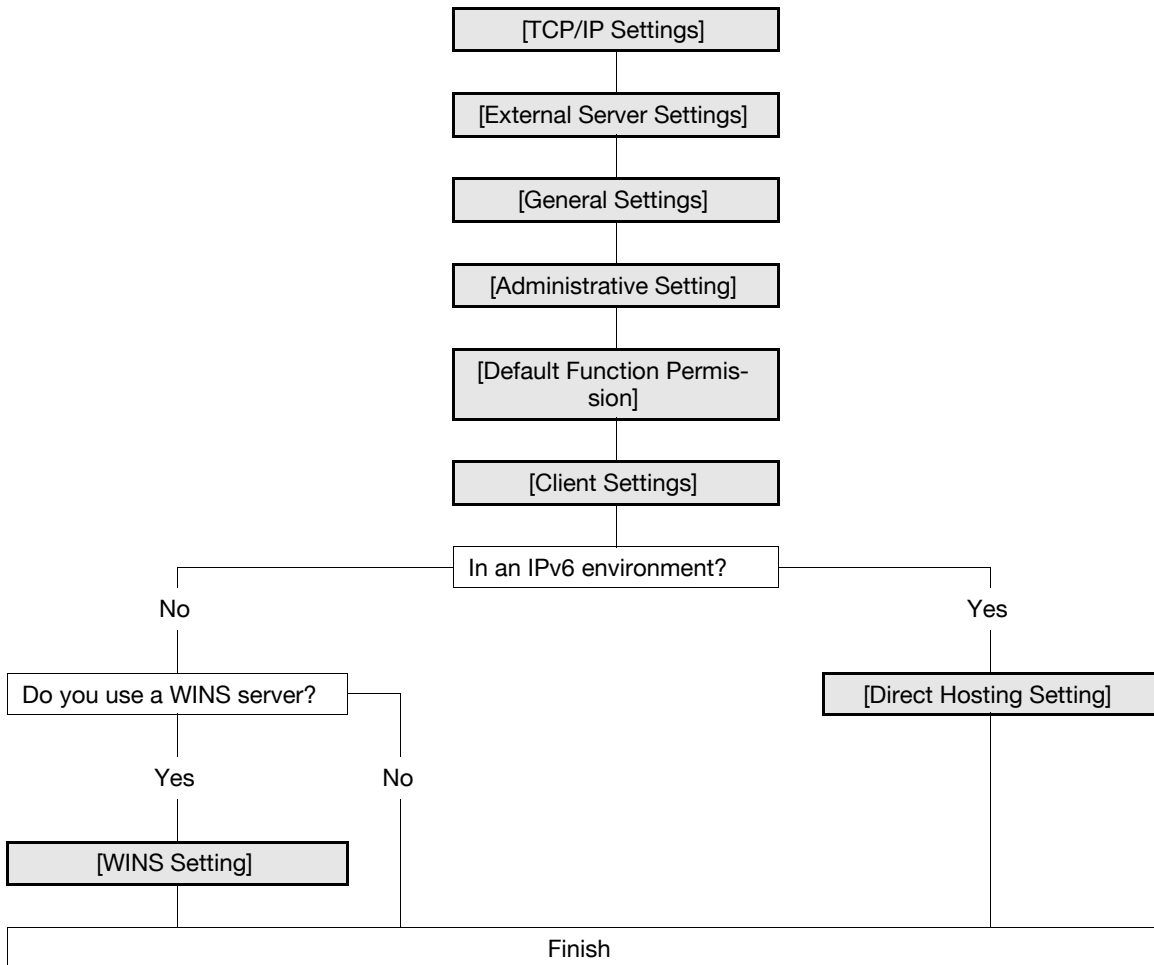 [TCP/IP Settings]
[External Server Settings]
[General Settings]
[Administrative Setting]
[Default Function Permis-
sion]
[Client Settings]
In an IPv6 environment?
No
Yes
Do you use a WINS server?
[Direct Hosting Setting]
Yes
No
[WINS Setting]
Finish